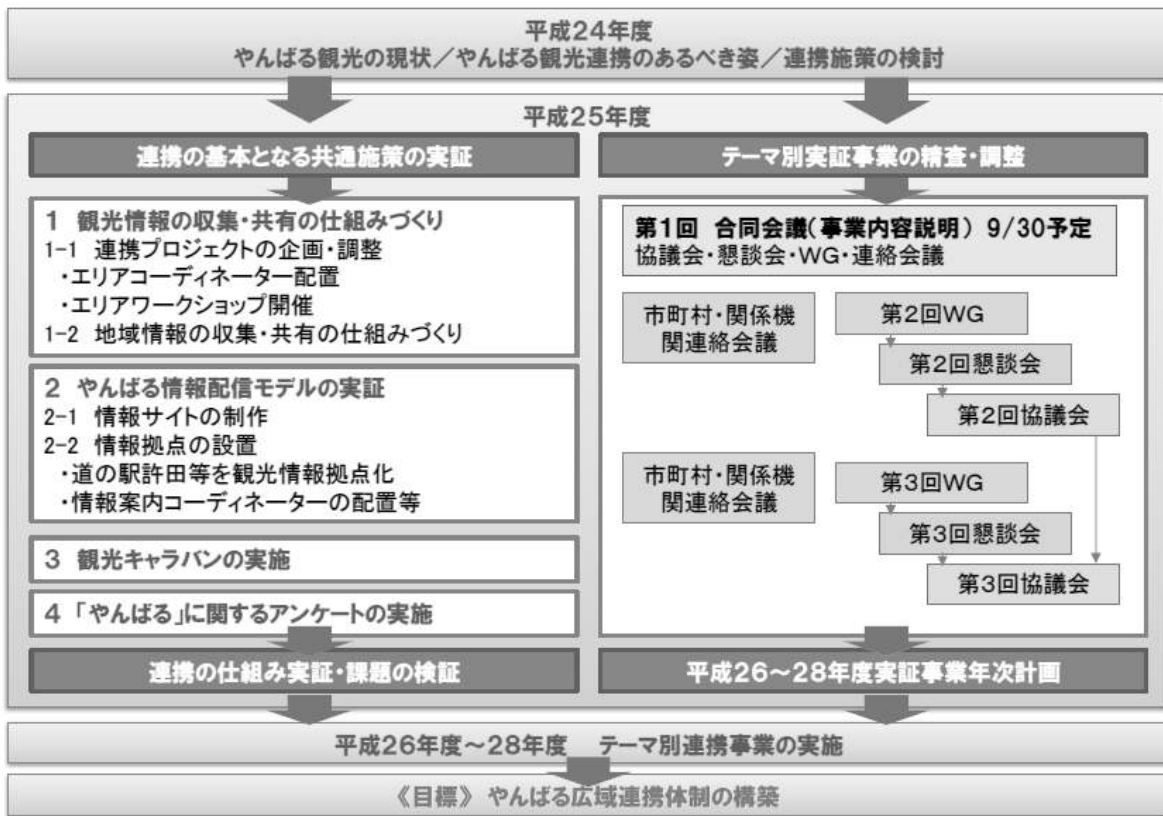 平成24年度
やんばる観光の現状／やんばる観光連携のあるべき姿／連携施策の検討
平成25年度
連携の基本となる共通施策の実証
1 観光情報の収集・共有の仕組みづくり
1-1 連携プロジェクトの企画・調整
・エリアコーディネーター配置
・エリアワークショップ開催
1-2 地域情報の収集・共有の仕組みづくり
2 やんばる情報配信モデルの実証
2-1 情報サイトの制作
2-2 情報拠点の設置
・道の駅許田等を観光情報拠点化
・情報案内コーディネーターの配置等
3 観光キャラバンの実施
4 「やんばる」に関するアンケートの実施
連携の仕組み実証・課題の検証
テーマ別実証事業の精査・調整
第1回 合同会議（事業内容説明） 9/30予定
協議会・懇談会・WG・連絡会議
市町村・関係機
関連絡会議
第2回WG
第2回懇談会
第2回協議会
市町村・関係機
関連絡会議
第3回WG
第3回懇談会
第3回協議会
平成26～28年度実証事業年次計画
平成26年度～28年度 テーマ別連携事業の実施
《目標》 やんばる広域連携体制の構築